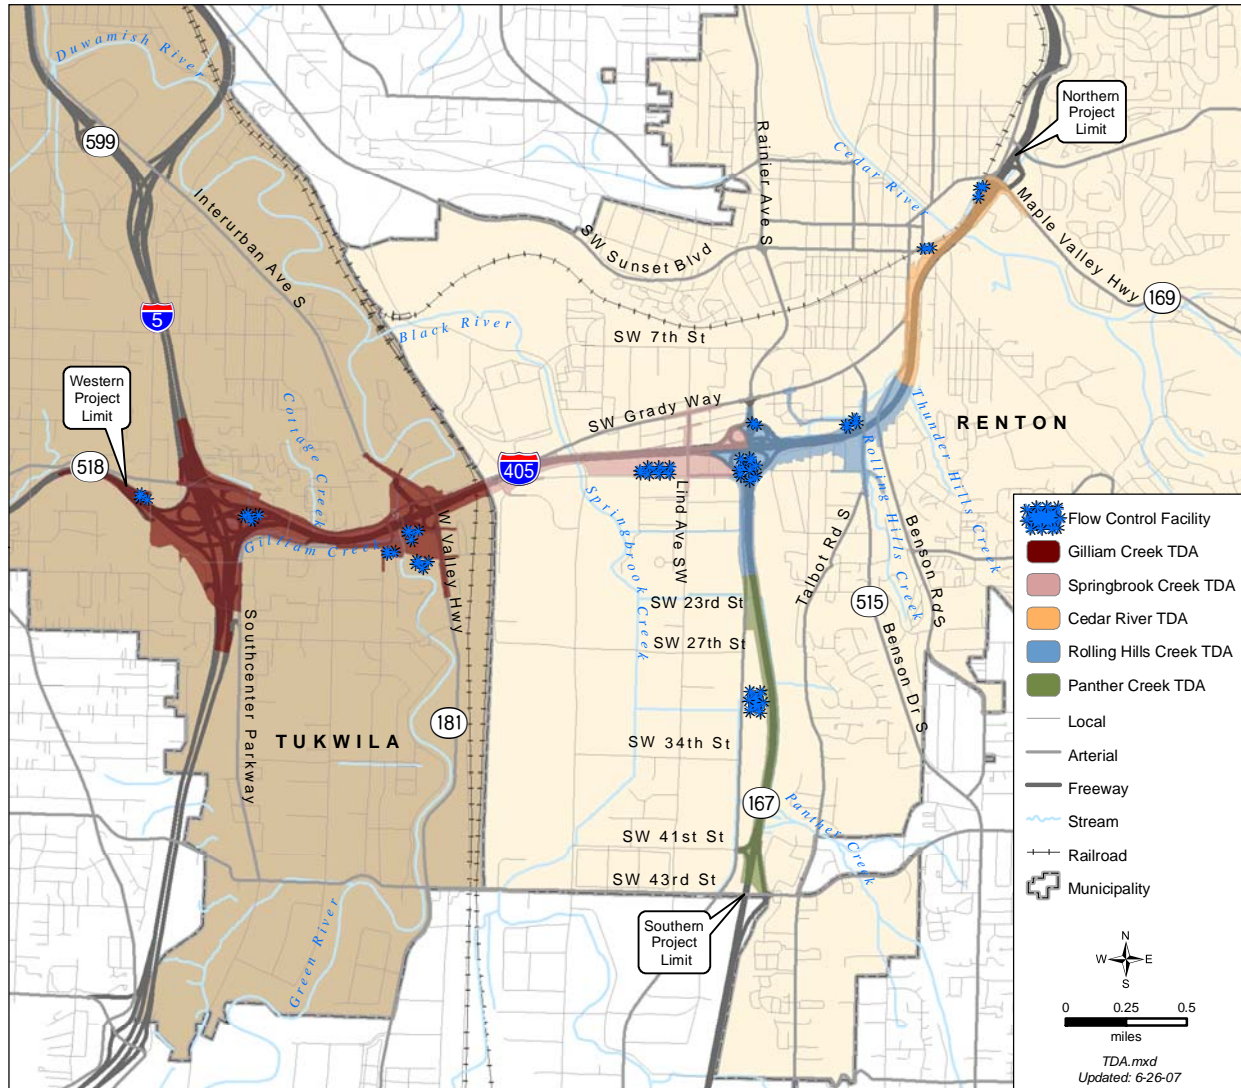 Duwamish River
599
Interurban Ave S
5
Western
Project
Limit
518
Cottage Creek
Gilliam Creek
Southcenter Parkway
TUKWILA
Green River
181
W Valley Hwy
Black River
405
SW Sunset Blvd
Rainier Ave S
Cedar River
Northern
Project
Limit
Maple Valley Hwy
169
SW 7th St
SW Grady Way
RENTON
Thunder Hills Creek
Rolling Hills Creek
Springbrook Creek
Lind Ave SW
Talbot Rd S
Benson Rd S
515
Benson Dr S
SW 23rd St
SW 27th St
SW 34th St
167
Panther Creek
SW 41st St
SW 43rd St
Southern
Project
Limit
Flow Control Facility
Gilliam Creek TDA
Springbrook Creek TDA
Cedar River TDA
Rolling Hills Creek TDA
Panther Creek TDA
Local
Arterial
Freeway
Stream
Railroad
Municipality
N
W E
S
0 0.25 0.5
miles
TDA.mxd
Updated: 6-26-07